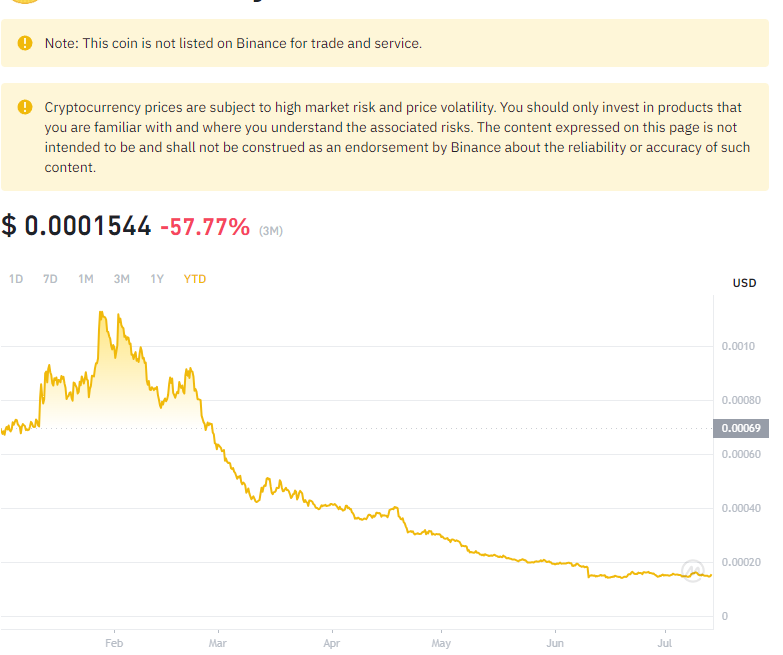 Note: This coin is not listed on Binance for trade and service.
Cryptocurrency prices are subject to high market risk and price volatility. You should only invest in products that
you are familiar with and where you understand the associated risks. The content expressed on this page is not
intended to be and shall not be construed as an endorsement by Binance about the reliability or accuracy of such
content.
$ 0.0001544 -57.77% (3M)
1D 7D 1M 3M 1Y YTD
USD
0.0010
0.00080
0.00069
0.00060
0.00040
0.00020
0
Feb Mar Apr May Jun Jul